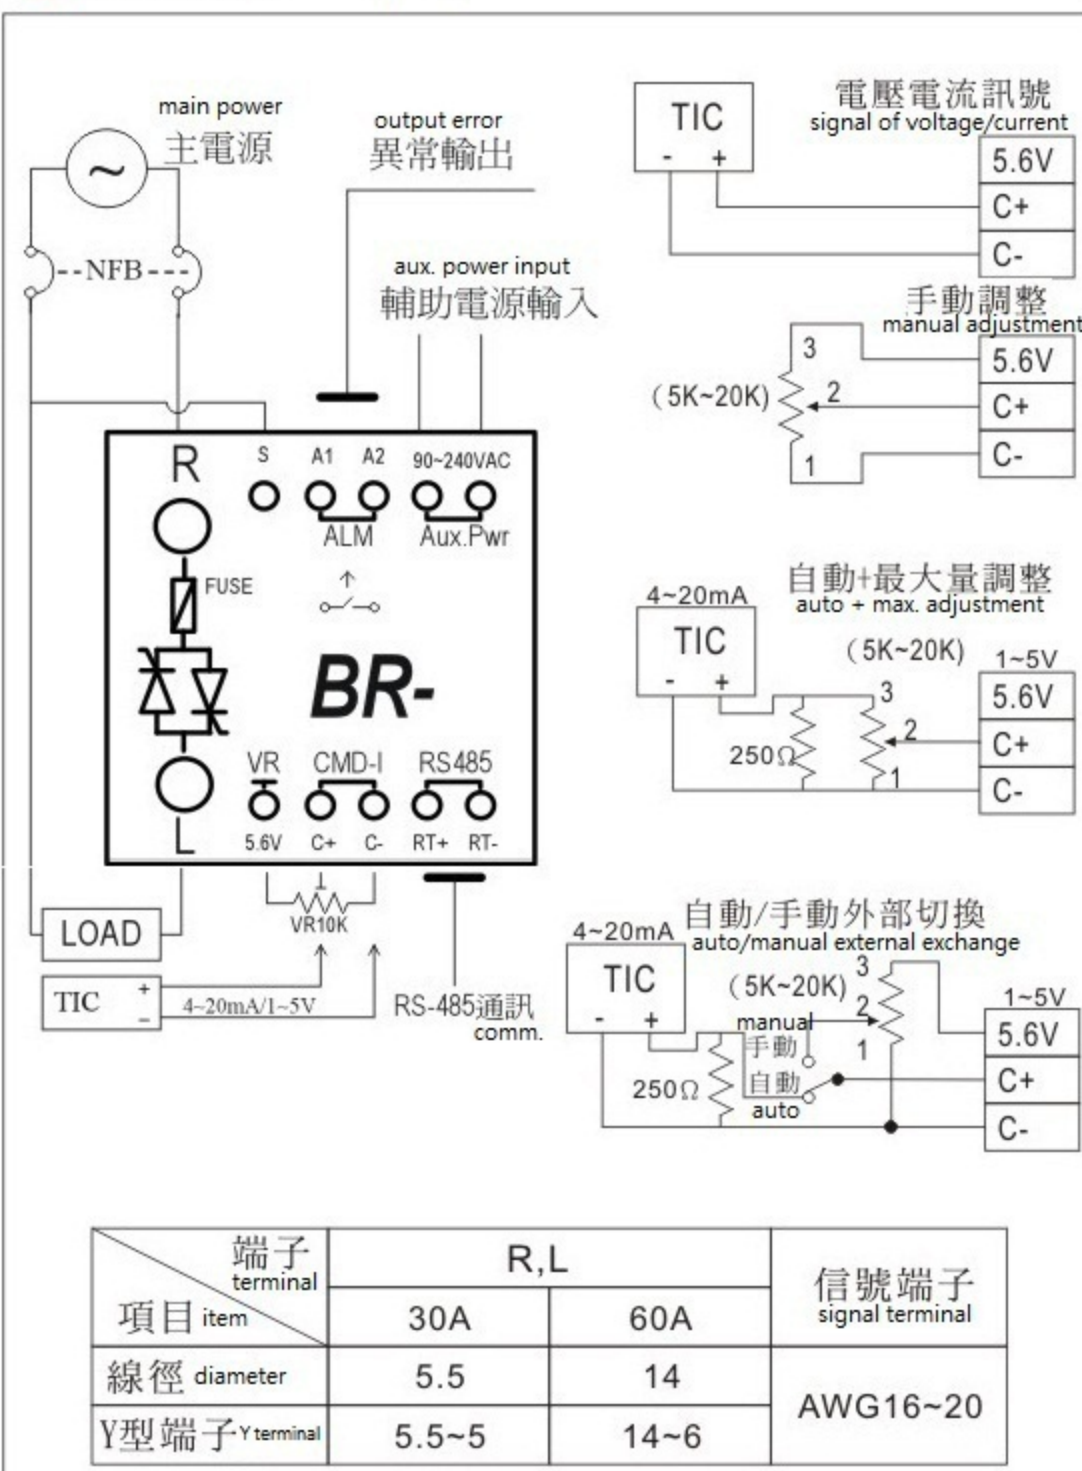 main power
主電源
output error
異常輸出
--NFB---
aux. power input
輔助電源輸入
R
S
A1
A2
90~240VAC
ALM
Aux.Pwr
FUSE
BR-
VR
CMD-I
RS485
5.6V
C+
C-
RT+
RT-
L
VR10K
LOAD
TIC
+
-
4~20mA/1~5V
RS-485通訊
comm.
電壓電流訊號
signal of voltage/current
TIC
- +
5.6V
C+
C-
手動調整
manual adjustment
(5K~20K)
3
2
1
5.6V
C+
C-
自動+最大量調整
auto + max. adjustment
4~20mA
TIC
- +
(5K~20K)
250Ω
3
2
1
1~5V
5.6V
C+
C-
自動/手動外部切換
auto/manual external exchange
4~20mA
TIC
- +
(5K~20K)
3
2
1
manual
手動
250Ω
自動
auto
1~5V
5.6V
C+
C-
端子
terminal
項目 item
R,L
信號端子
signal terminal
30A
60A
線徑 diameter
5.5
14
AWG16~20
Y型端子 Y terminal
5.5~5
14~6